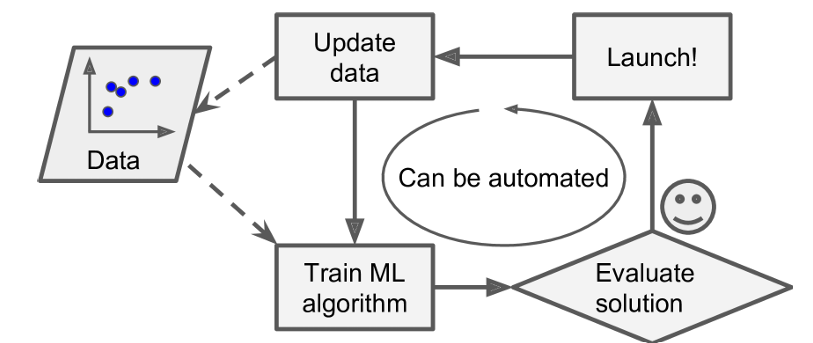 Update
data
Launch!
Data
Can be automated
Train ML
algorithm
Evaluate
solution